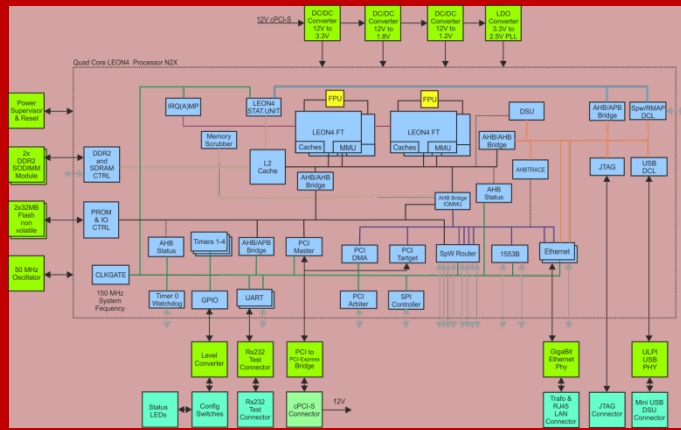 12V cPCI-S
DC/DC
Converter
12V to
3.3V
DC/DC
Converter
12V to
1.8V
DC/DC
Converter
12V to
1.2V
LDO
Converter
3.3V to
2.5V PLL
Quad Core LEON4 Processor N2X
Power
Supervisor
& Reset
2x
DDR2
SODIMM
Module
2x32MB
Flash
non
volatile
50 MHz
Oscillator
IRQ(A)MP
LEON4
STAT.UNIT
FPU
LEON4 FT
Caches
MMU
FPU
LEON4 FT
Caches
MMU
DSU
AHB/APB
Bridge
Spw/RMAP
DCL
Memory
Scrubber
AHB/AHB
Bridge
DDR2 and
SDRAM
CTRL
L2
Cache
AHB/AHB
Bridge
AHBTRACE
JTAG
USB
DCL
AHB
Status
AHB Bridge
IOMMU
PROM
& IO
CTRL
AHB
Status
Timers 1-4
AHB/APB
Bridge
PCI
Master
PCI
DMA
PCI
Tartget
SpW Router
1553B
Ethernet
CLKGATE
150 MHz
System
Fequency
Timer 0
Watchdog
GPIO
UART
PCI
Arbiter
SPI
Controller
Level
Converter
Rs232
Test
Connector
PCI to
PCI-Express
Bridge
GigaBit
Ethernet
Phy
ULPI
USB
PHY
Status
LEDs
Config
Switches
Rs232
Test
Connector
cPCI-S
Connector
12V
Trafo &
RJ45
LAN
Connector
JTAG
Connector
Mini USB
DSU
Connector